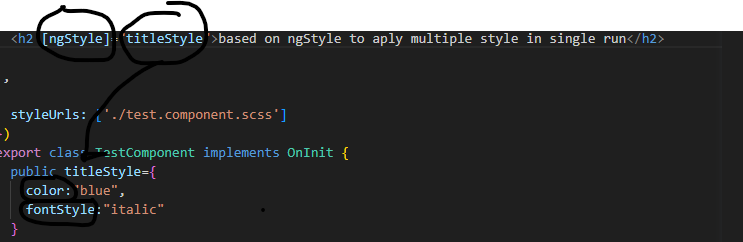 <h2 [ngStyle]="titleStyle">based on ngStyle to aply multiple style in single run</h2>
,
styleUrls: ['./test.component.scss']
})
export class TestComponent implements OnInit {
public titleStyle={
color:"blue",
fontStyle:"italic"
}